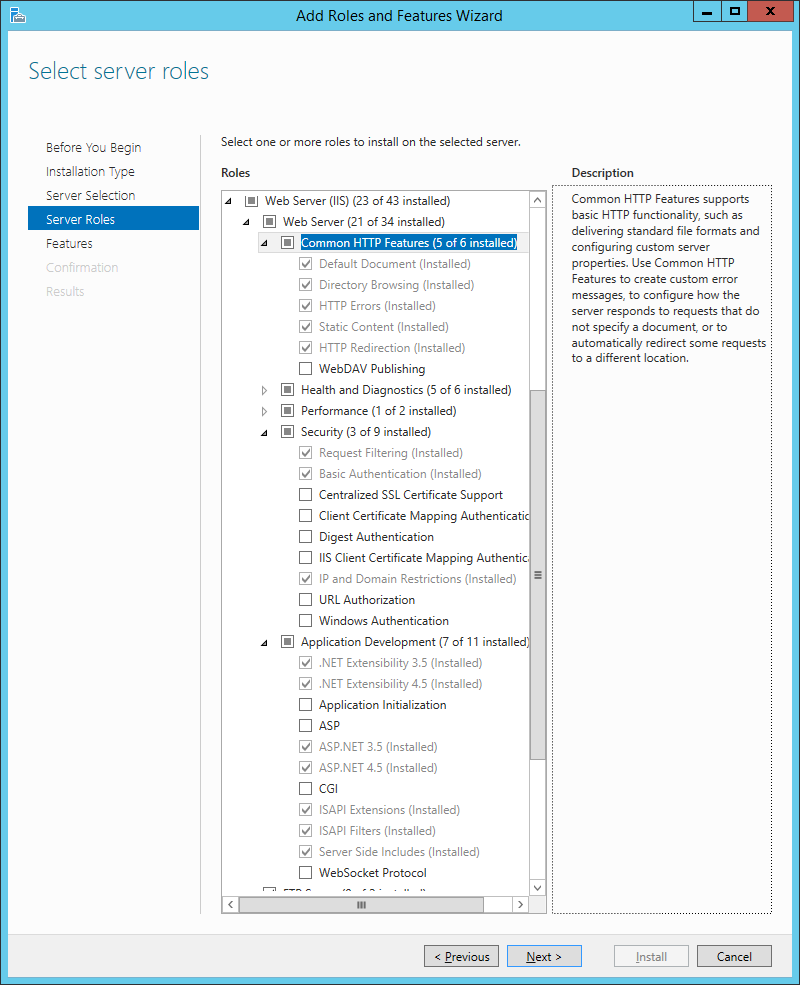 Add Roles and Features Wizard
Select server roles
Before You Begin
Installation Type
Server Selection
Server Roles
Features
Confirmation
Results
Select one or more roles to install on the selected server.
Roles
Web Server (IIS) (23 of 43 installed)
Web Server (21 of 34 installed)
Common HTTP Features (5 of 6 installed)
Default Document (Installed)
Directory Browsing (Installed)
HTTP Errors (Installed)
Static Content (Installed)
HTTP Redirection (Installed)
WebDAV Publishing
Health and Diagnostics (5 of 6 installed)
Performance (1 of 2 installed)
Security (3 of 9 installed)
Request Filtering (Installed)
Basic Authentication (Installed)
Centralized SSL Certificate Support
Client Certificate Mapping Authenticatic
Digest Authentication
IIS Client Certificate Mapping Authentica
IP and Domain Restrictions (Installed)
URL Authorization
Windows Authentication
Application Development (7 of 11 installed)
.NET Extensibility 3.5 (Installed)
.NET Extensibility 4.5 (Installed)
Application Initialization
ASP
ASP.NET 3.5 (Installed)
ASP.NET 4.5 (Installed)
CGI
ISAPI Extensions (Installed)
ISAPI Filters (Installed)
Server Side Includes (Installed)
WebSocket Protocol
Description
Common HTTP Features supports
basic HTTP functionality, such as
delivering standard file formats and
configuring custom server
properties. Use Common HTTP
Features to create custom error
messages, to configure how the
server responds to requests that do
not specify a document, or to
automatically redirect some requests
to a different location.
< Previous
Next >
Install
Cancel